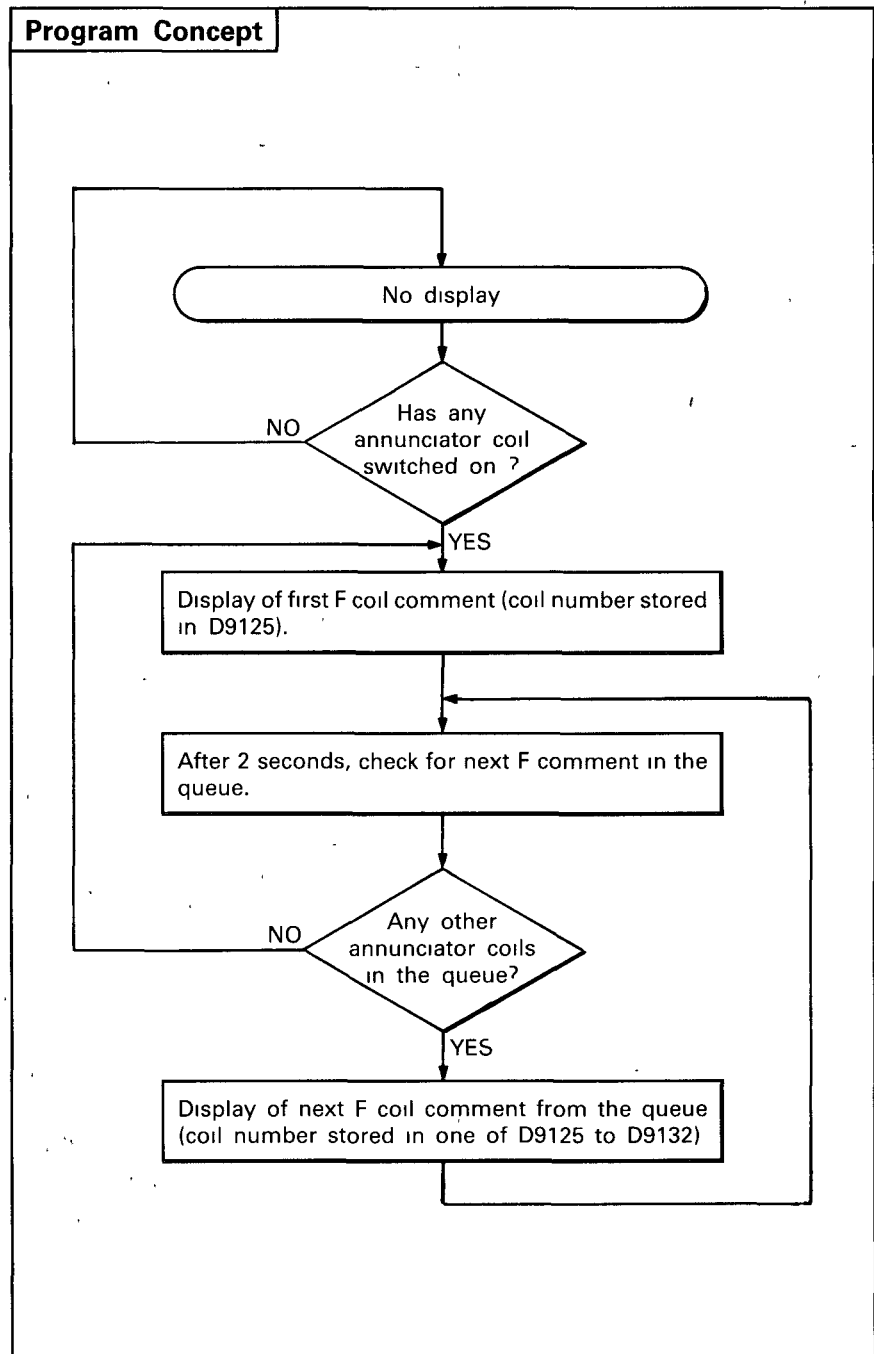 Program Concept
No display
NO
Has any
annunciator coil
switched on ?
YES
Display of first F coil comment (coil number stored
in D9125).
After 2 seconds, check for next F comment in the
queue.
NO
Any other
annunciator coils
in the queue?
YES
Display of next F coil comment from the queue
(coil number stored in one of D9125 to D9132)